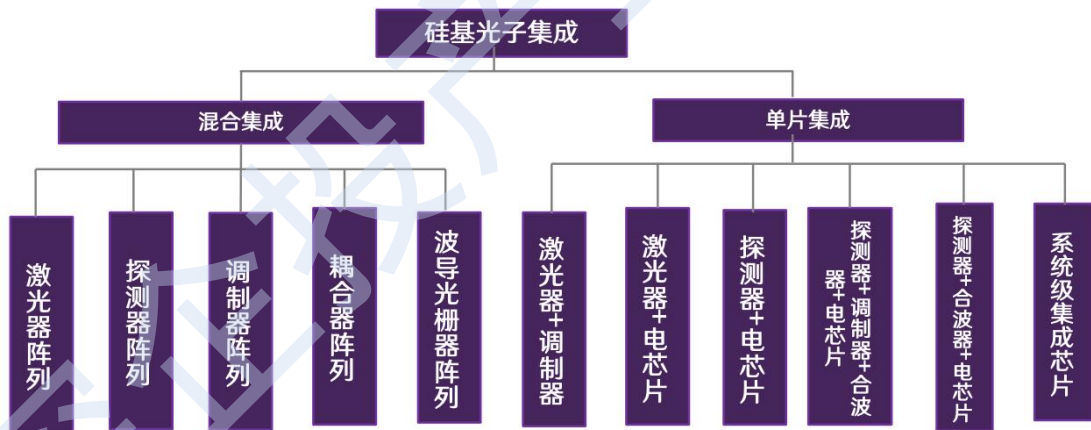 硅基光子集成
混合集成
单片集成
激光器阵列
探测器阵列
调制器阵列
耦合器阵列
波导光栅器阵列
激光器+调制器
激光器+电芯片
探测器+电芯片
探测器+调制器+合波
器+电芯片
探测器+合波器+电芯片
系统级集成芯片